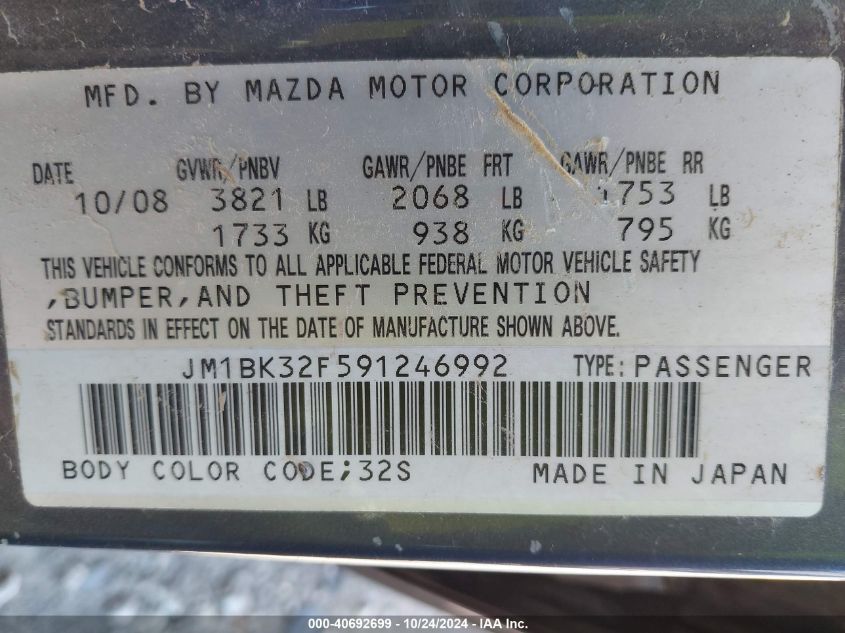 MFD. BY MAZDA MOTOR CORPORATION
DATE GVWR/PNBV GAWR/PNBE FRT GAWR/PNBE RR
10/08 3821 LB 2068 LB 1753 LB
1733 KG 938 KG 795 KG
THIS VEHICLE CONFORMS TO ALL APPLICABLE FEDERAL MOTOR VEHICLE SAFETY
,BUMPER,AND THEFT PREVENTION
STANDARDS IN EFFECT ON THE DATE OF MANUFACTURE SHOWN ABOVE.
JM1BK32F591246992 TYPE: PASSENGER
BODY COLOR CODE;32S MADE IN JAPAN
000-40692699 - 10/24/2024 - IAA Inc.